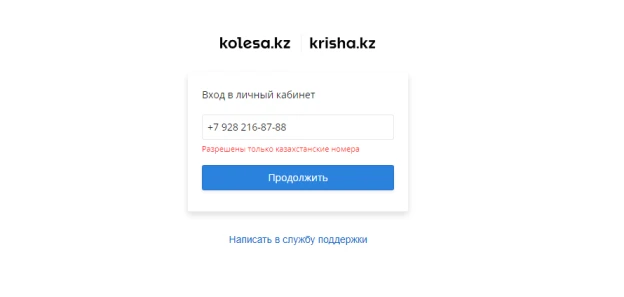 kolesa.kz krisha.kz
Вход в личный кабинет
+7 928 216-87-88
Разрешены только казахстанские номера
Продолжить
Написать в службу поддержки